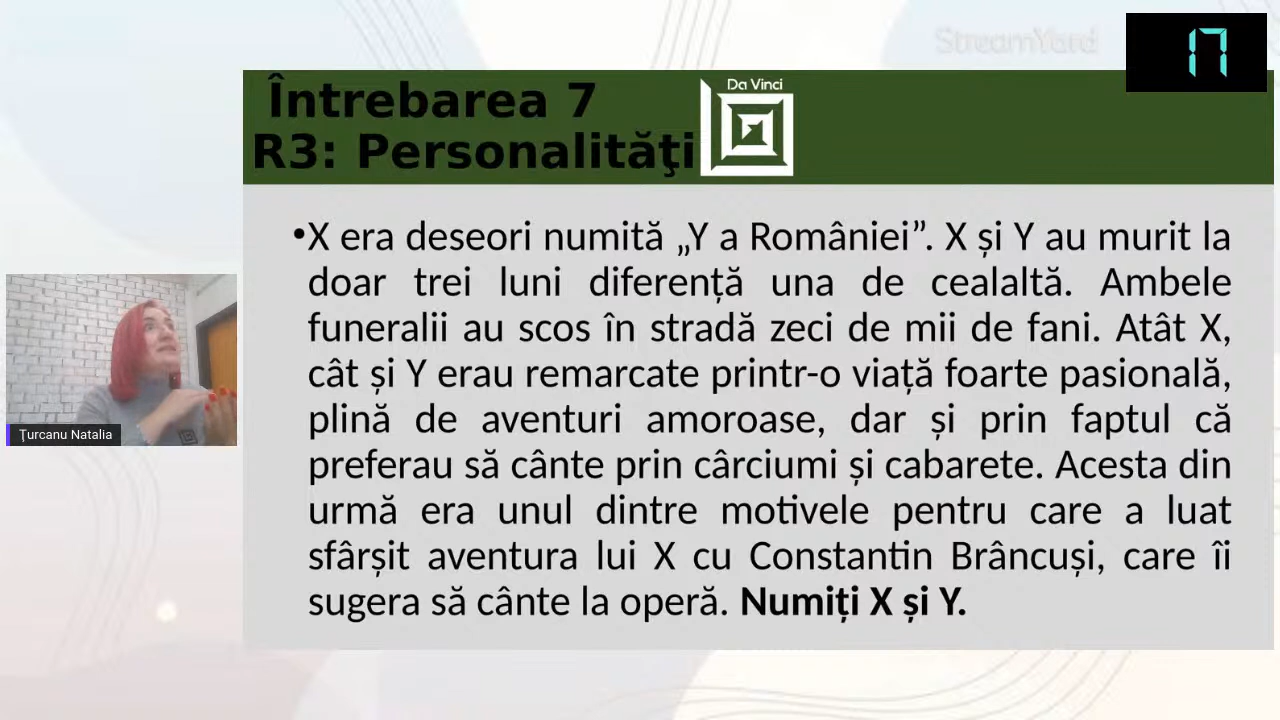 StreamYard
17
Întrebarea 7
R3: Personalităţi
Da Vinci
•X era deseori numită „Y a României”. X și Y au murit la
doar trei luni diferență una de cealaltă. Ambele
funeralii au scos în stradă zeci de mii de fani. Atât X,
cât și Y erau remarcate printr-o viață foarte pasională,
plină de aventuri amoroase, dar și prin faptul că
preferau să cânte prin cârciumi și cabarete. Acesta din
urmă era unul dintre motivele pentru care a luat
sfârșit aventura lui X cu Constantin Brâncuși, care îi
sugera să cânte la operă. Numiți X și Y.
Ţurcanu Natalia